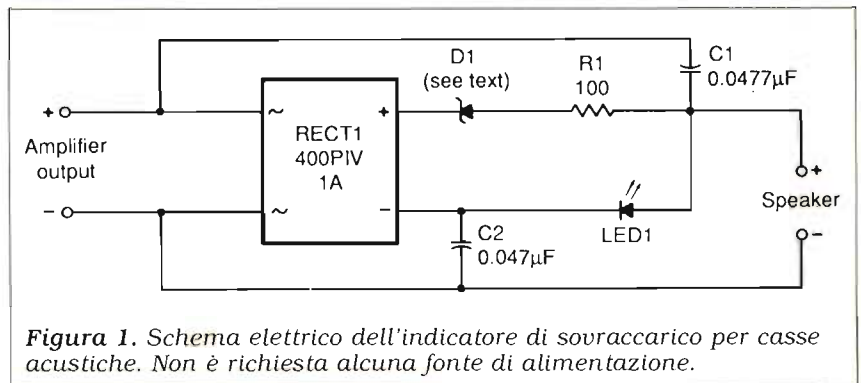 D1
(see text)
R1
100
C1
0.0477µF
+
Amplifier
output
–
~
+
RECT1
400PIV
1A
~
–
C2
0.047µF
LED1
+
Speaker
–
Figura 1. Schema elettrico dell'indicatore di sovraccarico per casse
acustiche. Non è richiesta alcuna fonte di alimentazione.